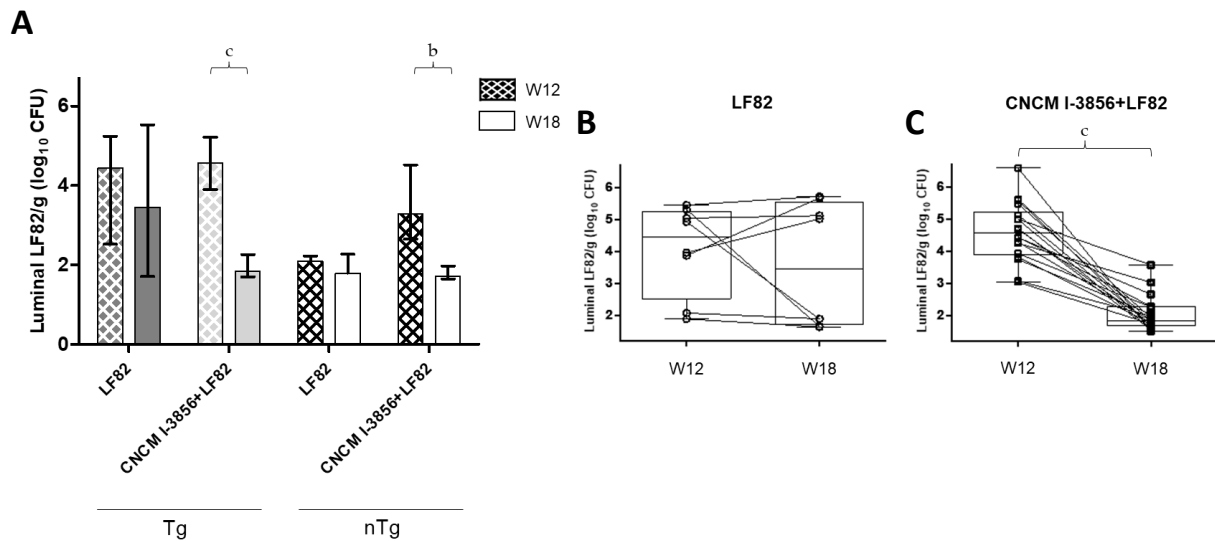 A
Luminal LF82/g (log₁₀ CFU)
6
4
2
0
c
b
W12
W18
LF82
CNCM I-3856+LF82
LF82
CNCM I-3856+LF82
Tg
nTg
B
LF82
Luminal LF82/g (log₁₀ CFU)
6
5
4
3
2
W12
W18
C
CNCM I-3856+LF82
c
Luminal LF82/g (log₁₀ CFU)
6
5
4
3
2
W12
W18